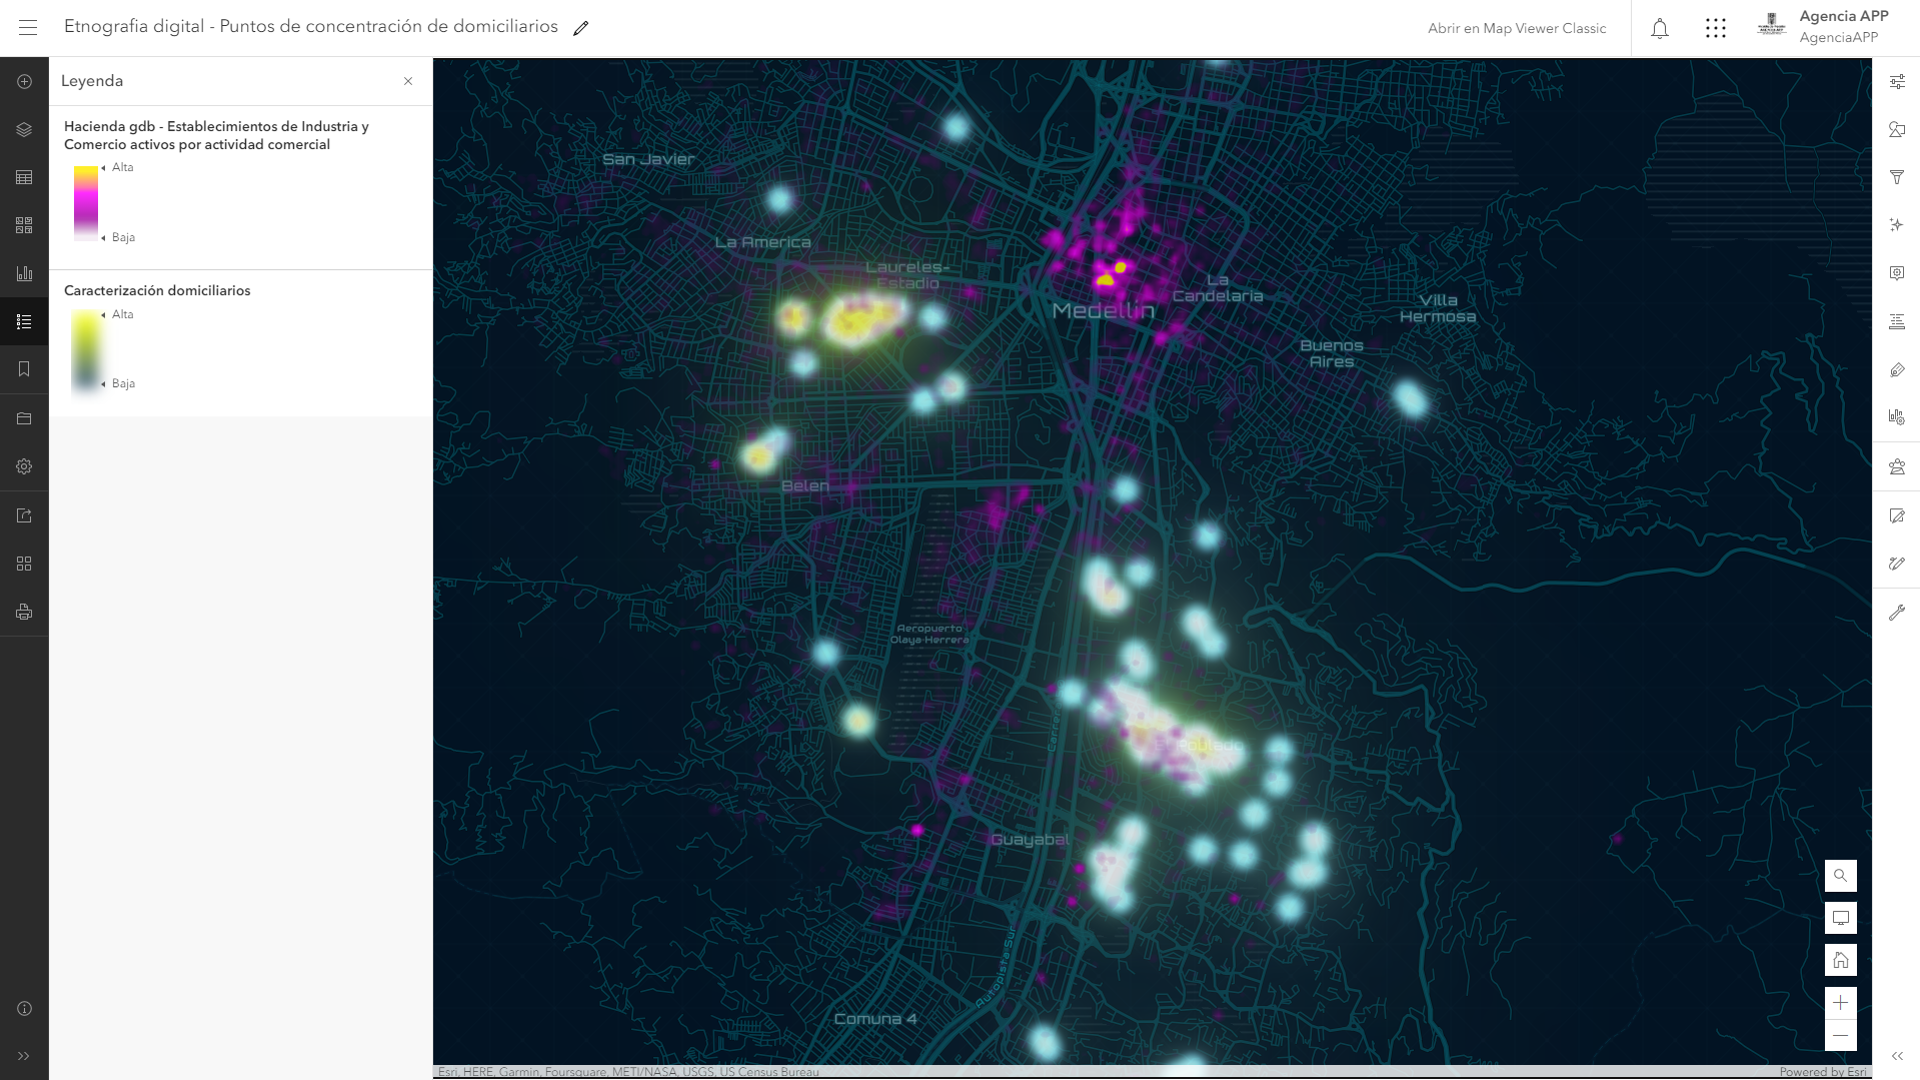 Etnografia digital - Puntos de concentración de domiciliarios
Abrir en Map Viewer Classic
Agencia APP
AgenciaAPP
Leyenda
Hacienda gdb - Establecimientos de Industria y
Comercio activos por actividad comercial
Alta
Baja
Caracterización domiciliarios
Alta
Baja
San Javier
La America
Laureles-
Estadio
La
Candelaria
Medellín
Villa
Hermosa
Buenos
Aires
Belen
Aeropuerto
Olaya Herrera
El Poblado
Guayabal
Autopista Sur
Comuna 4
Esri, HERE, Garmin, Foursquare, METI/NASA, USGS, US Census Bureau
Powered by Esri